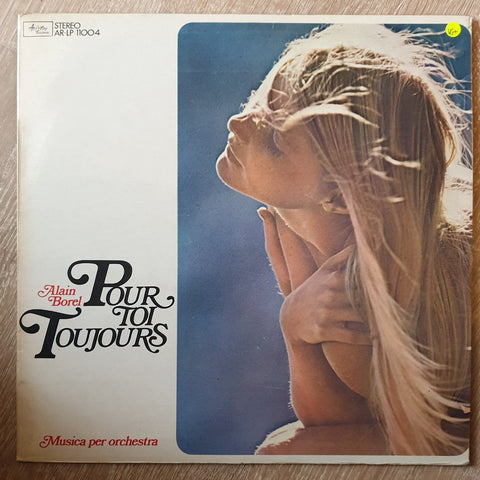 STEREO
AR-LP 11004
Alain
Borel
POUR
TOI
TOUJOURS
Musica per orchestra